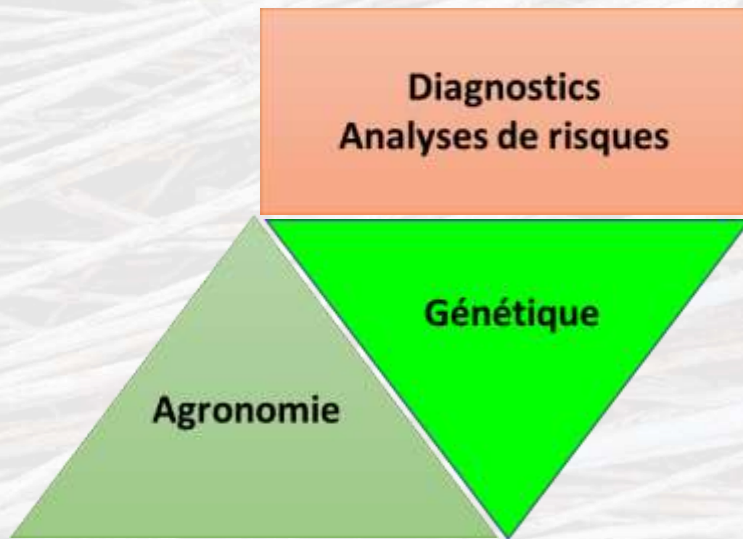 Diagnostics
Analyses de risques
Génétique
Agronomie